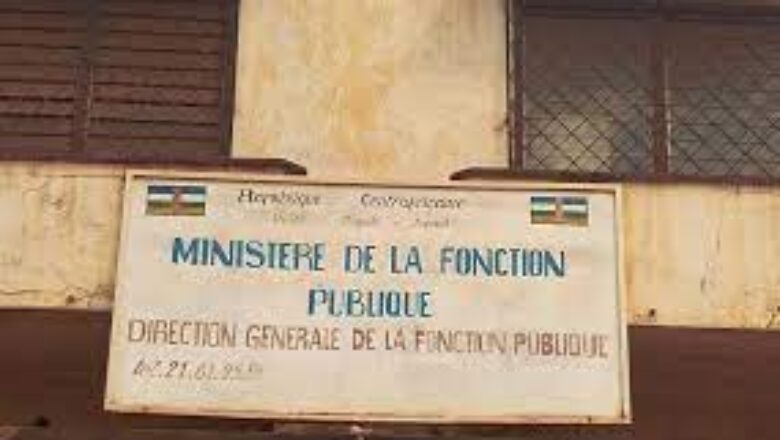 République Centrafricaine
MINISTERE DE LA FONCTION
PUBLIQUE
DIRECTION GENERALE DE LA FONCTION PUBLIQUE